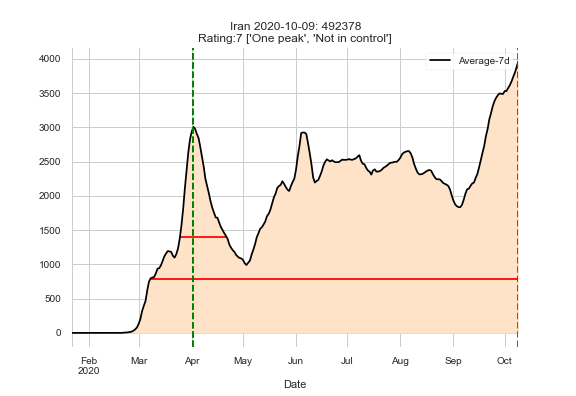 Iran 2020-10-09: 492378
Rating:7 ['One peak', 'Not in control']
Average-7d
4000
3500
3000
2500
2000
1500
1000
500
0
Feb Mar Apr May Jun Jul Aug Sep Oct
2020
Date